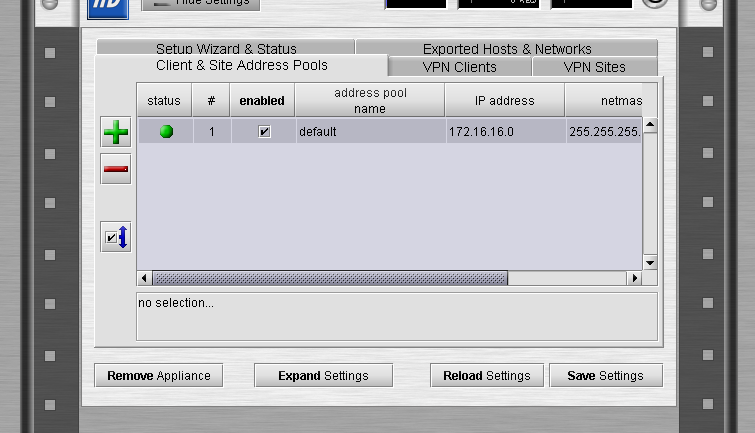 Hide Settings
Setup Wizard & Status
Exported Hosts & Networks
Client & Site Address Pools
VPN Clients
VPN Sites
status
#
enabled
address pool
name
IP address
netmas
1
default
172.16.16.0
255.255.255.
no selection...
Remove Appliance
Expand Settings
Reload Settings
Save Settings